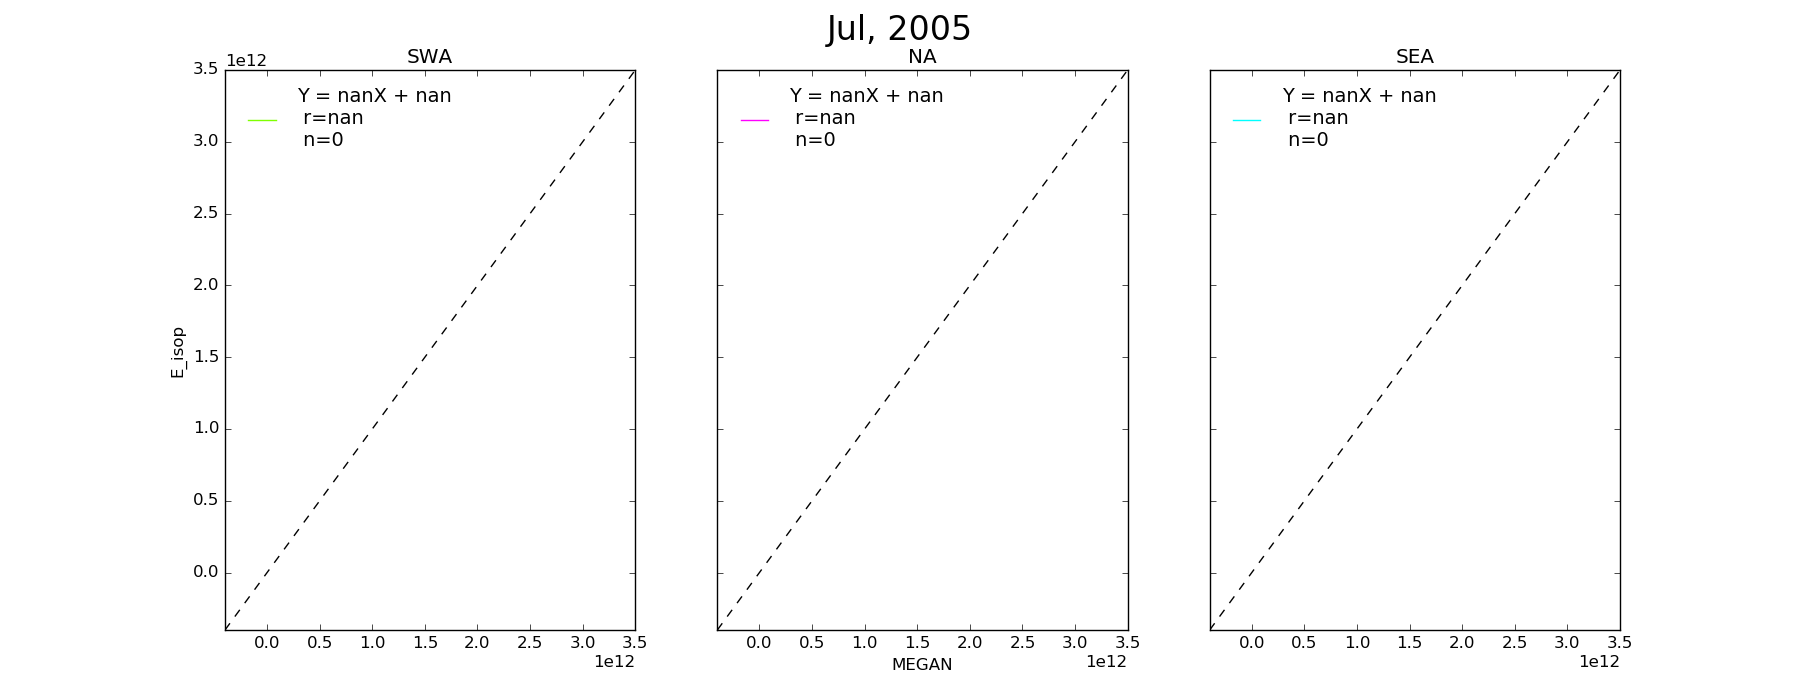 Jul, 2005
SWA
NA
SEA
1e12
Y = nanX + nan
r=nan
n=0
Y = nanX + nan
r=nan
n=0
Y = nanX + nan
r=nan
n=0
3.5
3.0
2.5
2.0
1.5
1.0
0.5
0.0
E_isop
0.0 0.5 1.0 1.5 2.0 2.5 3.0 3.5
1e12
0.0 0.5 1.0 1.5 2.0 2.5 3.0 3.5
1e12
MEGAN
0.0 0.5 1.0 1.5 2.0 2.5 3.0 3.5
1e12